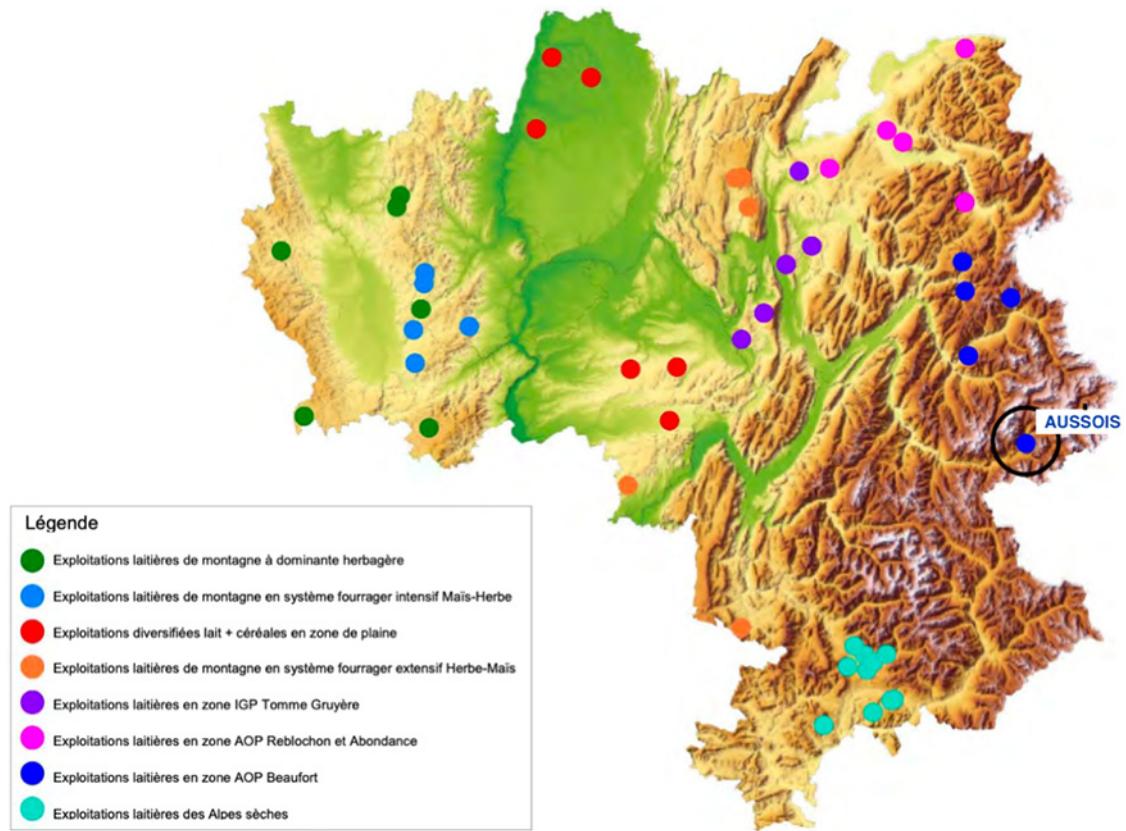 AUSSOIS
Légende
Exploitations laitières de montagne à dominante herbagère
Exploitations laitières de montagne en système fourrager intensif Maïs-Herbe
Exploitations diversifiées lait + céréales en zone de plaine
Exploitations laitières de montagne en système fourrager extensif Herbe-Maïs
Exploitations laitières en zone IGP Tomme Gruyère
Exploitations laitières en zone AOP Reblochon et Abondance
Exploitations laitières en zone AOP Beaufort
Exploitations laitières des Alpes sèches